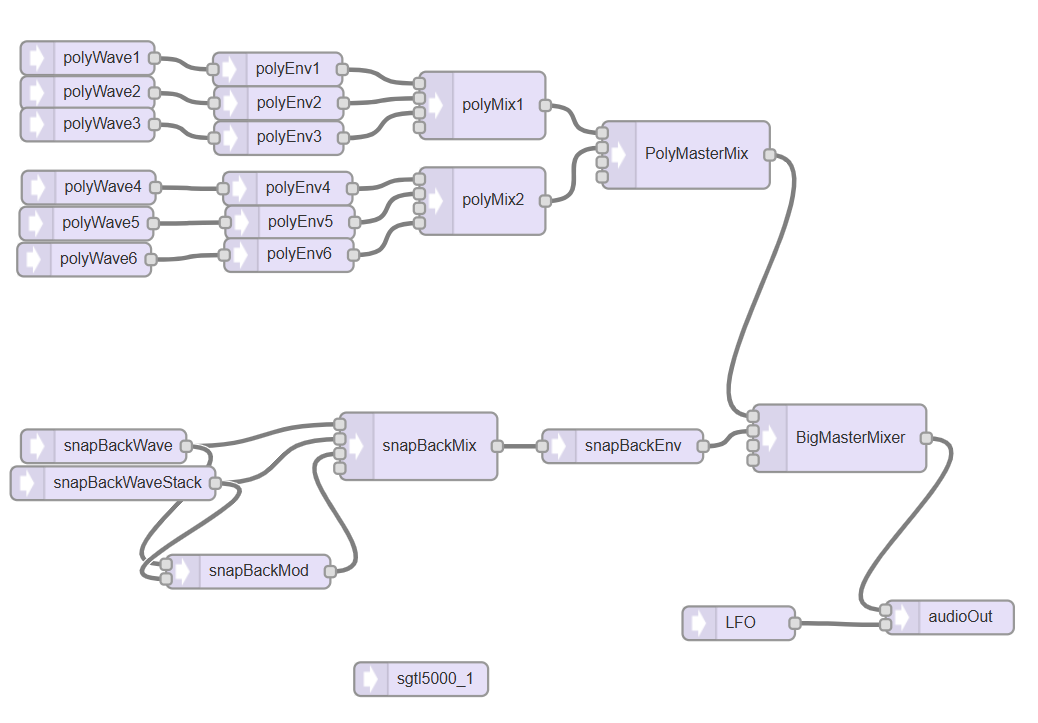 polyWave1
polyWave2
polyWave3
polyEnv1
polyEnv2
polyEnv3
polyMix1
PolyMasterMix
polyWave4
polyWave5
polyWave6
polyEnv4
polyEnv5
polyEnv6
polyMix2
snapBackWave
snapBackWaveStack
snapBackMix
snapBackEnv
BigMasterMixer
snapBackMod
LFO
audioOut
sgtl5000_1